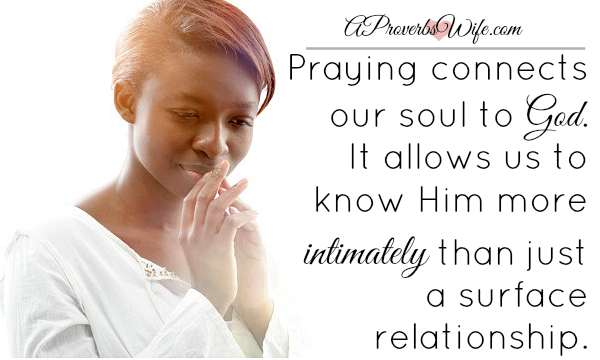 AProverbsWife.com
Praying connects
our soul to God.
It allows us to
know Him more
intimately than just
a surface
relationship.